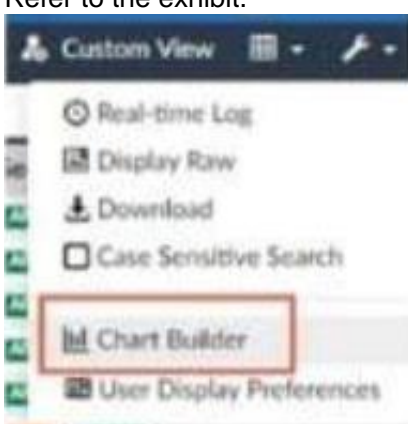 Refer to the exhibit.
Custom View
Real-time Log
Display Raw
Download
Case Sensitive Search
Chart Builder
User Display Preferences